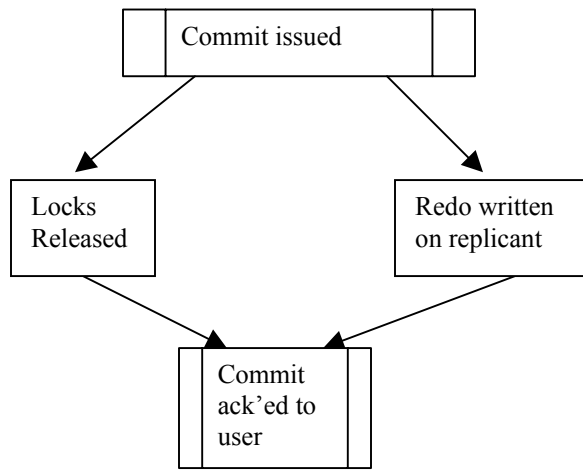 Commit issued
Locks
Released
Redo written
on replicant
Commit
ack’ed to
user